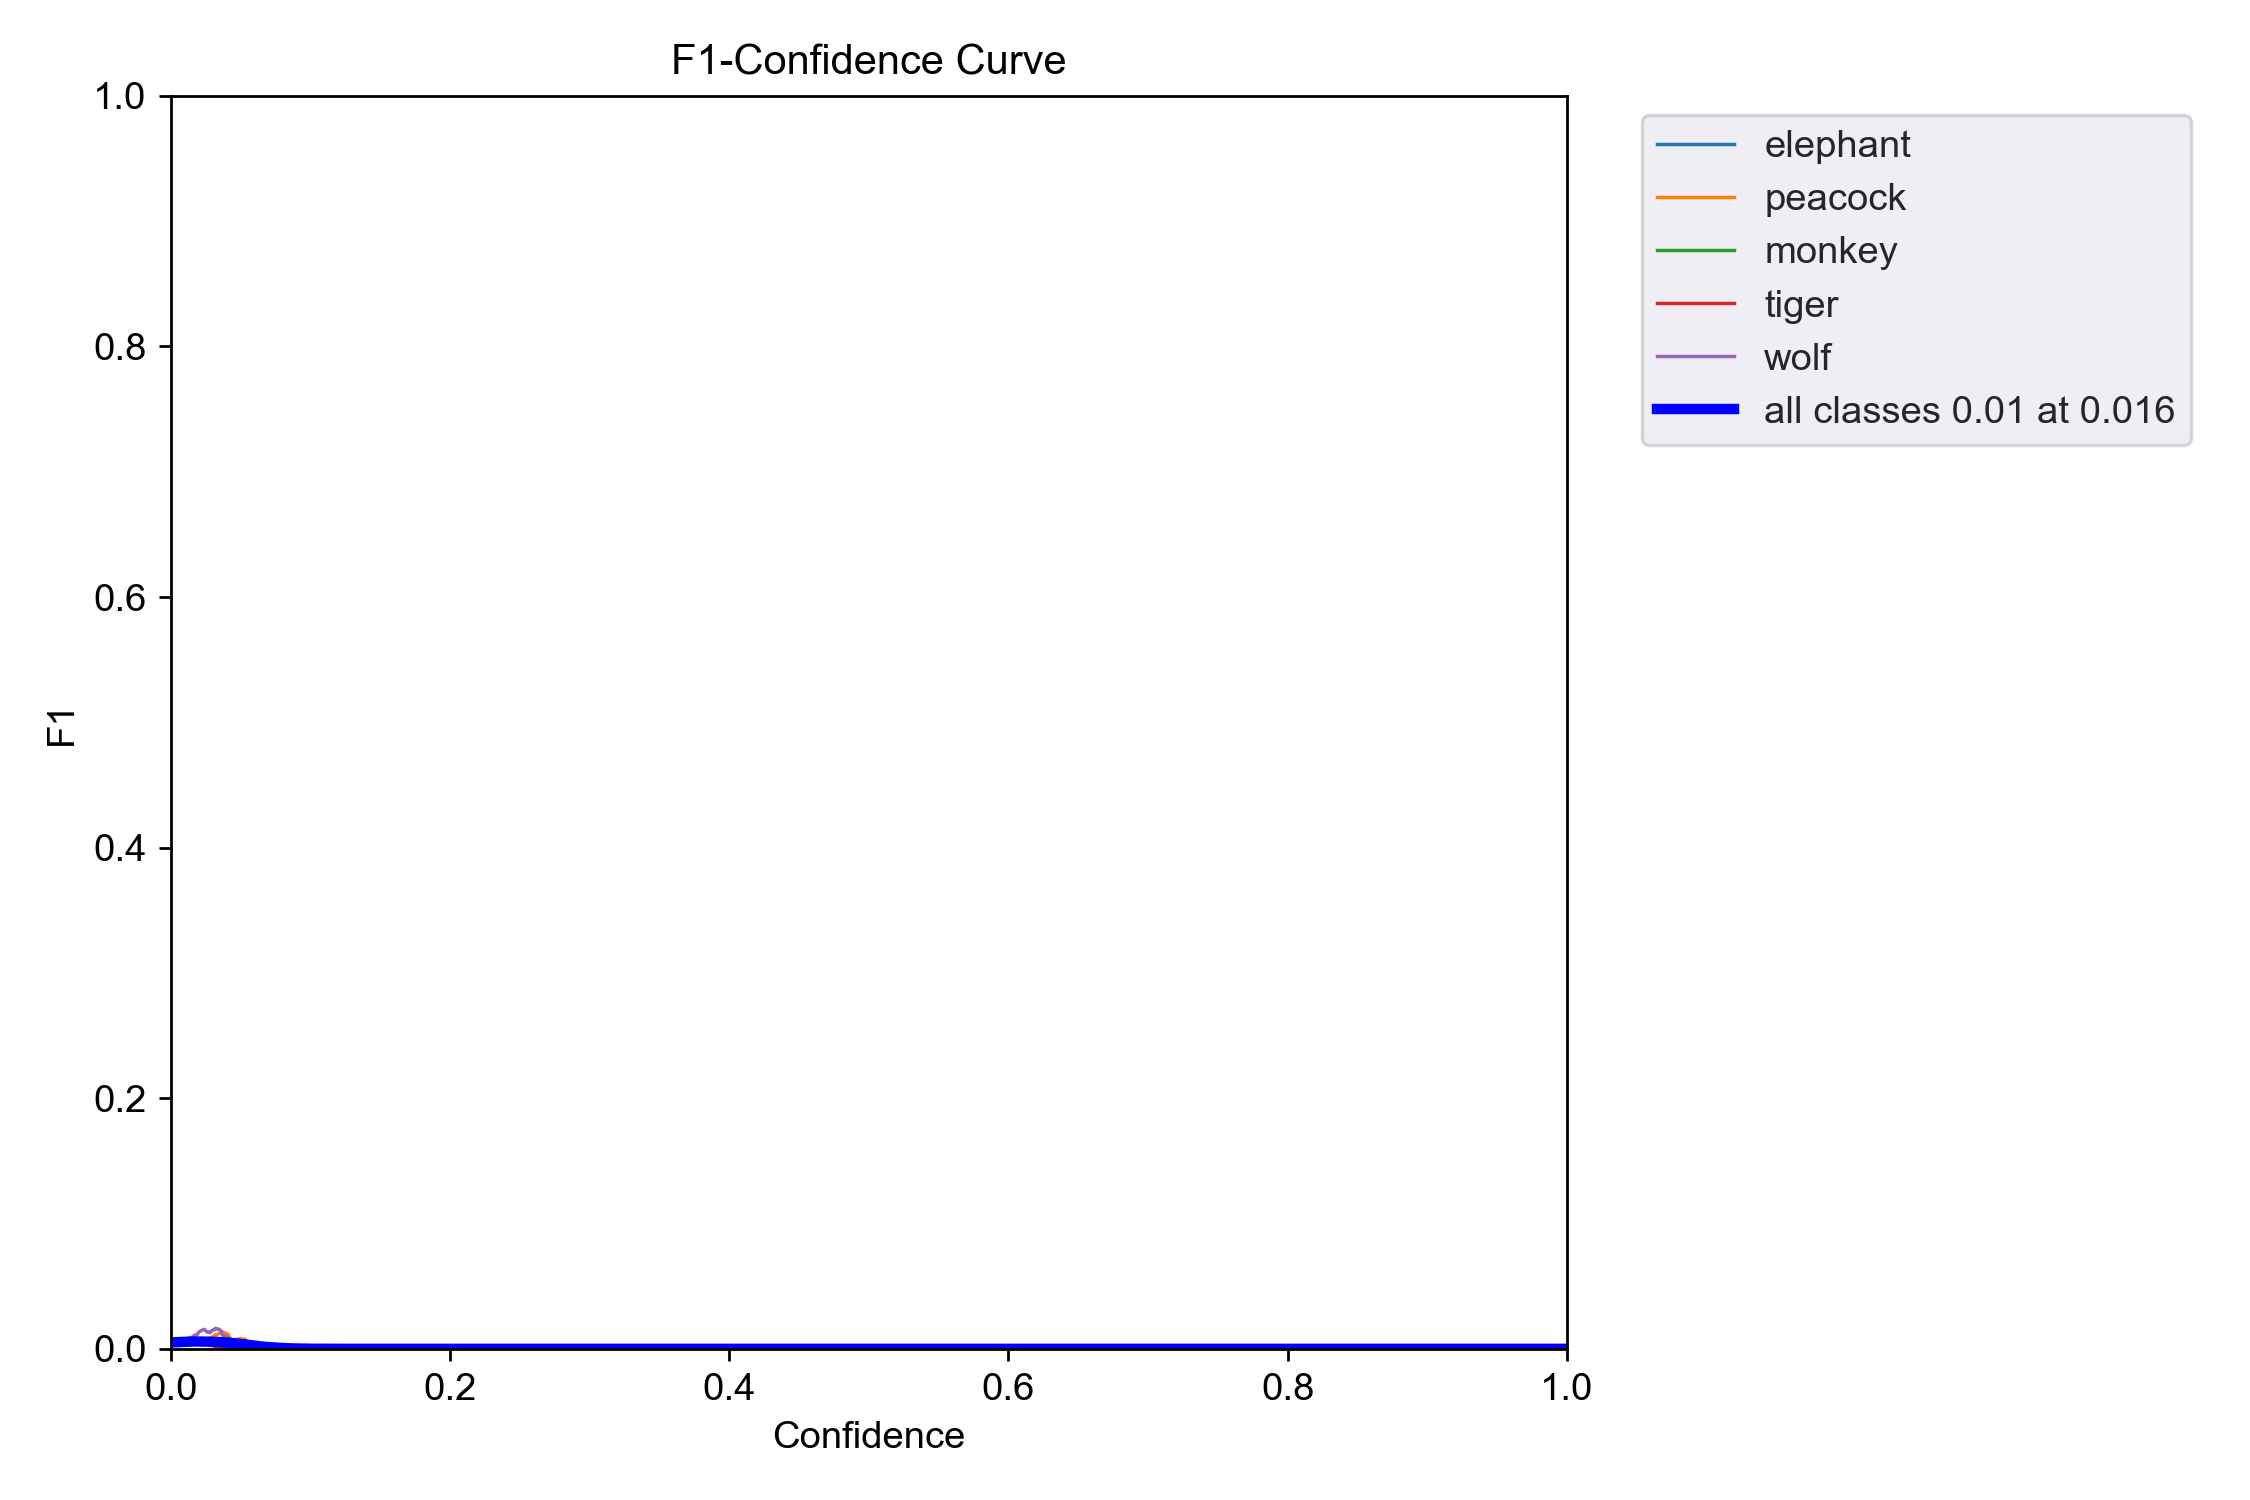 F1-Confidence Curve
1.0
0.8
0.6
0.4
0.2
0.0
F1
0.0 0.2 0.4 0.6 0.8 1.0
Confidence
elephant
peacock
monkey
tiger
wolf
all classes 0.01 at 0.016